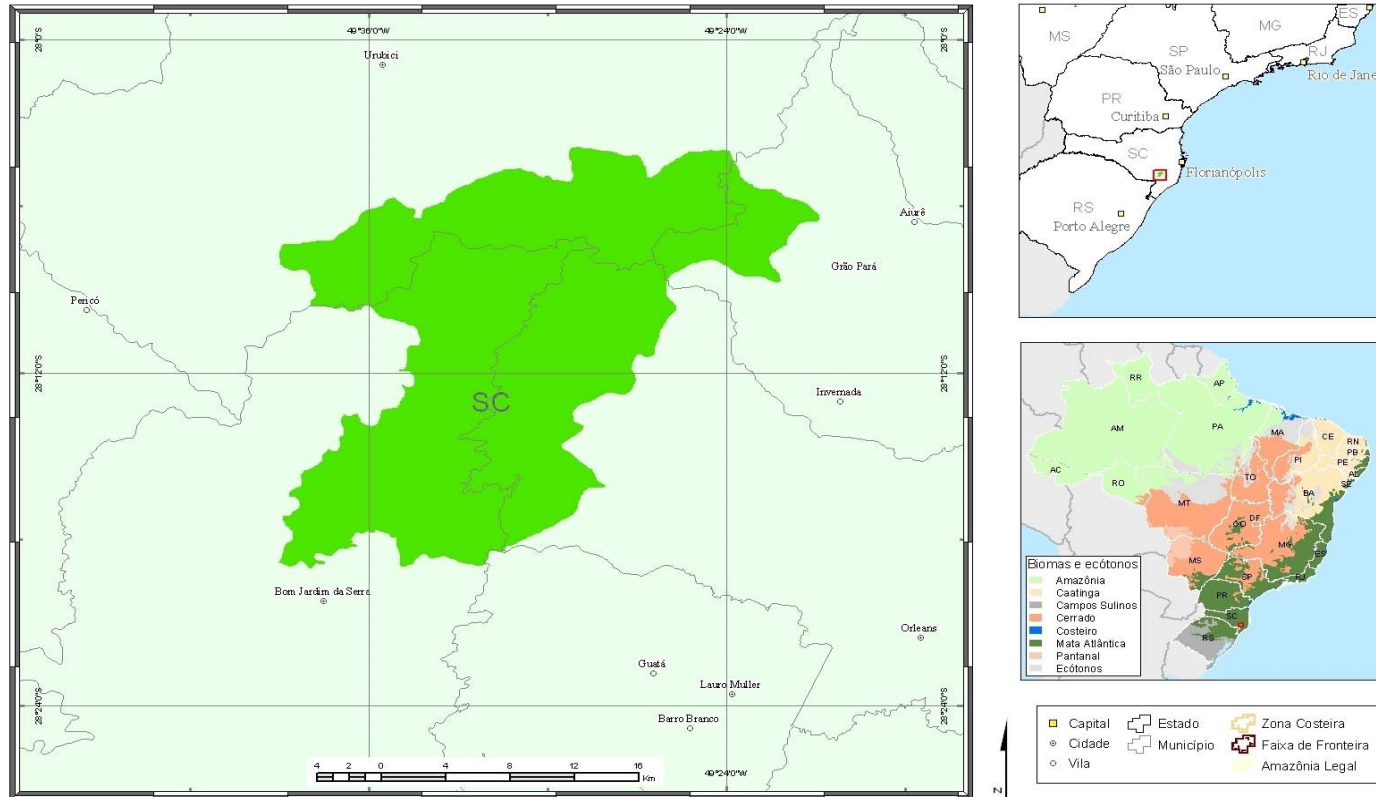 49°36'0"W
49°24'0"W
28°0'S
28°0'S
Urubici
Aiurê
Grão Pará
Pericó
28°12'0"S
28°12'0"S
Invernada
SC
Bom Jardim da Serra
Orleans
Guatá
Lauro Muller
28°24'0"S
28°24'0"S
Barro Branco
4 2 0 4 8 12 16
Km
49°24'0"W
MS
MG
ES
SP
RJ
São Paulo
Rio de Jane
PR
Curitiba
SC
Florianópolis
RS
Porto Alegre
RR
AP
AM
PA
MA
CE
RN
PB
PI
PE
AL
SE
AC
RO
TO
BA
MT
DF
GO
MG
ES
MS
SP
RJ
PR
SC
RS
Biomas e ecótonos
Amazônia
Caatinga
Campos Sulinos
Cerrado
Costeiro
Mata Atlântica
Pantanal
Ecótonos
N
Capital
Estado
Zona Costeira
Cidade
Município
Faixa de Fronteira
Vila
Amazônia Legal